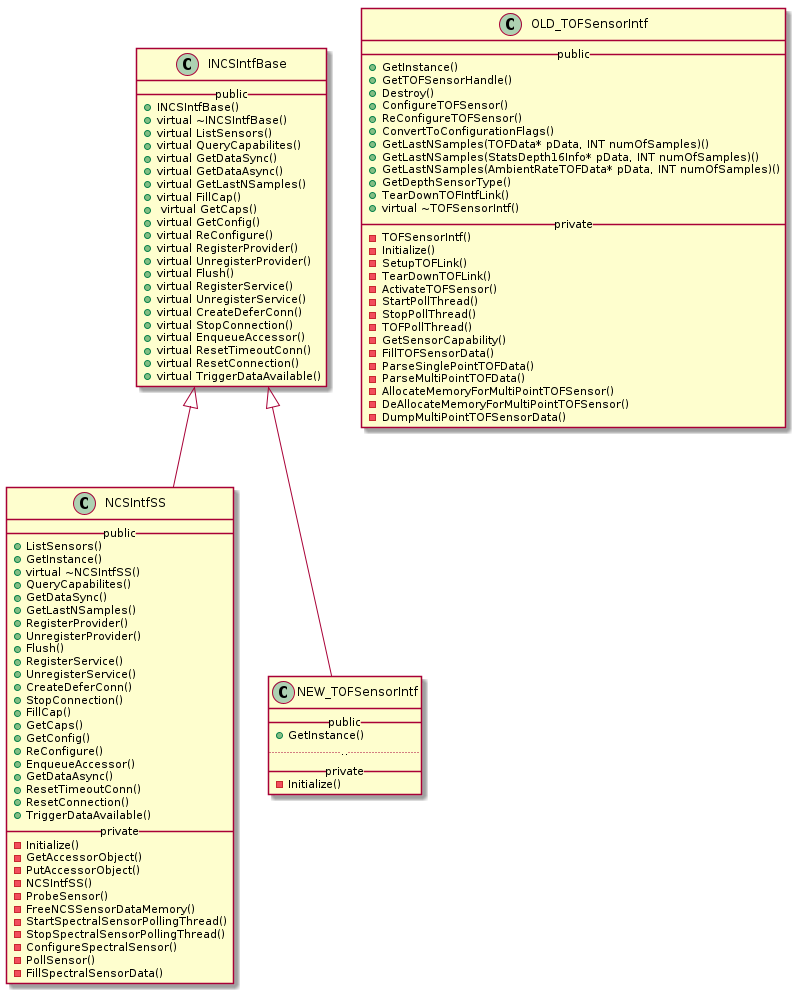 C INCSIntfBase
public
INCSIntfBase()
virtual ~INCSIntfBase()
virtual ListSensors()
virtual QueryCapabilites()
virtual GetDataSync()
virtual GetDataAsync()
virtual GetLastNSamples()
virtual FillCap()
virtual GetCaps()
virtual GetConfig()
virtual ReConfigure()
virtual RegisterProvider()
virtual UnregisterProvider()
virtual Flush()
virtual RegisterService()
virtual UnregisterService()
virtual CreateDeferConn()
virtual StopConnection()
virtual EnqueueAccessor()
virtual ResetTimeoutConn()
virtual ResetConnection()
virtual TriggerDataAvailable()
C OLD_TOFSensorIntf
public
GetInstance()
GetTOFSensorHandle()
Destroy()
ConfigureTOFSensor()
ReConfigureTOFSensor()
ConvertToConfigurationFlags()
GetLastNSamples(TOFData* pData, INT numOfSamples)()
GetLastNSamples(StatsDepth16Info* pData, INT numOfSamples)()
GetLastNSamples(AmbientRateTOFData* pData, INT numOfSamples)()
GetDepthSensorType()
TearDownTOFIntfLink()
virtual ~TOFSensorIntf()
private
TOFSensorIntf()
Initialize()
SetupTOFLink()
TearDownTOFLink()
ActivateTOFSensor()
StartPollThread()
StopPollThread()
TOFPollThread()
GetSensorCapability()
FillTOFSensorData()
ParseSinglePointTOFData()
ParseMultiPointTOFData()
AllocateMemoryForMultiPointTOFSensor()
DeAllocateMemoryForMultiPointTOFSensor()
DumpMultiPointTOFSensorData()
C NCSIntfSS
public
ListSensors()
GetInstance()
virtual ~NCSIntfSS()
QueryCapabilites()
GetDataSync()
GetLastNSamples()
RegisterProvider()
UnregisterProvider()
Flush()
RegisterService()
UnregisterService()
CreateDeferConn()
StopConnection()
FillCap()
GetCaps()
GetConfig()
ReConfigure()
EnqueueAccessor()
GetDataAsync()
ResetTimeoutConn()
ResetConnection()
TriggerDataAvailable()
private
Initialize()
GetAccessorObject()
PutAccessorObject()
NCSIntfSS()
ProbeSensor()
FreeNCSSensorDataMemory()
StartSpectralSensorPollingThread()
StopSpectralSensorPollingThread()
ConfigureSpectralSensor()
PollSensor()
FillSpectralSensorData()
C NEW_TOFSensorIntf
public
GetInstance()
..
private
Initialize()